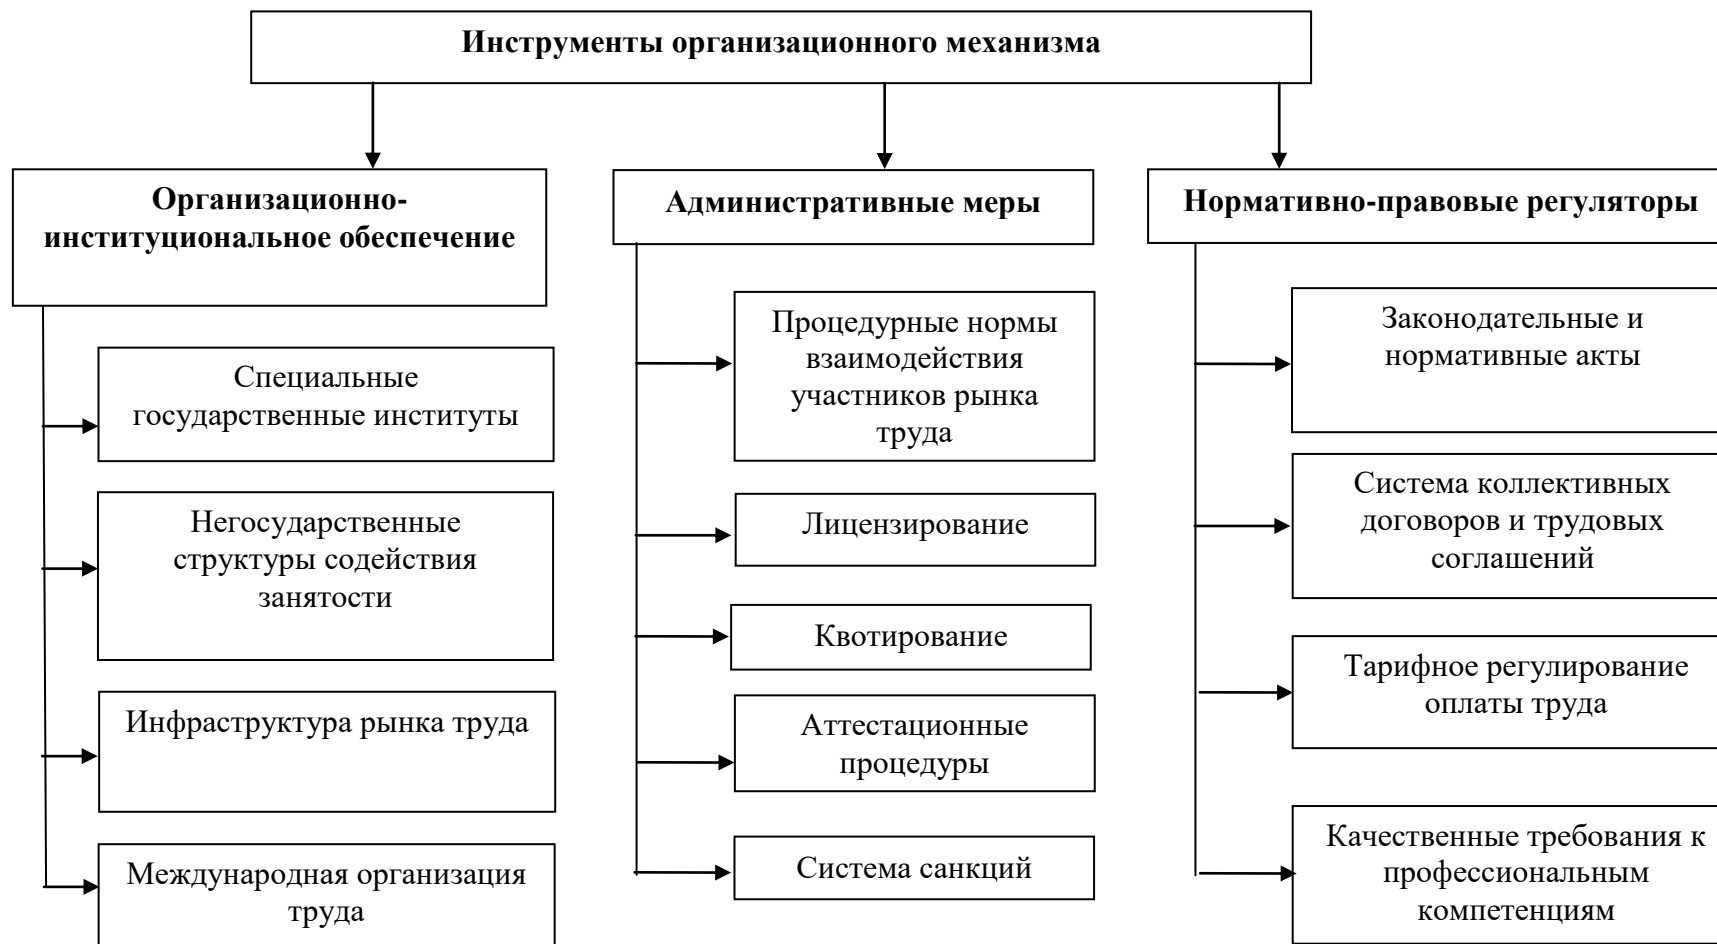 Инструменты организационного механизма
Организационно-
институциональное обеспечение
Специальные
государственные институты
Негосударственные
структуры содействия
занятости
Инфраструктура рынка труда
Международная организация
труда
Административные меры
Процедурные нормы
взаимодействия
участников рынка
труда
Лицензирование
Квотирование
Аттестационные
процедуры
Система санкций
Нормативно-правовые регуляторы
Законодательные и
нормативные акты
Система коллективных
договоров и трудовых
соглашений
Тарифное регулирование
оплаты труда
Качественные требования к
профессиональным
компетенциям